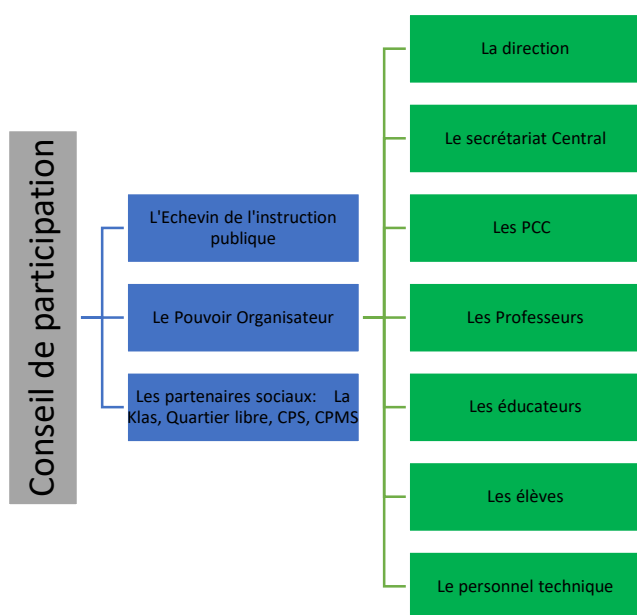 Conseil de participation
L'Echevin de l'instruction
publique
Le Pouvoir Organisateur
Les partenaires sociaux: La
Klas, Quartier libre, CPS, CPMS
La direction
Le secrétariat Central
Les PCC
Les Professeurs
Les éducateurs
Les élèves
Le personnel technique